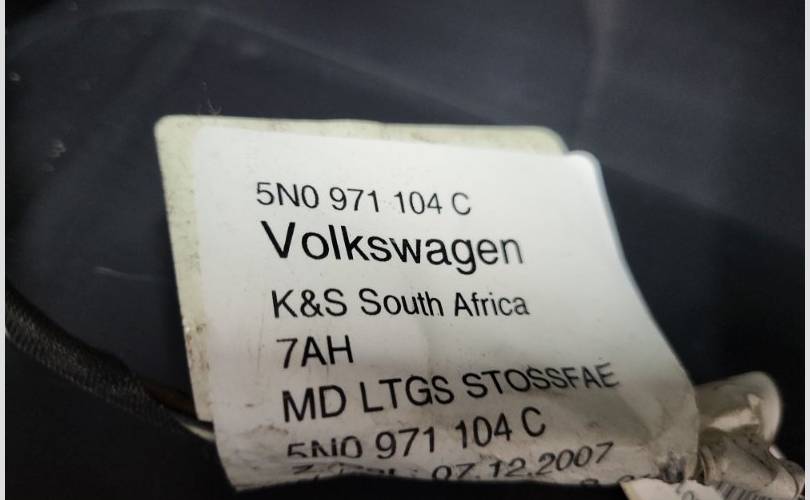 5N0 971 104 C
Volkswagen
K&S South Africa
7AH
MD LTGS STOSSFAE
5N0 971 104 C
07.12.2007